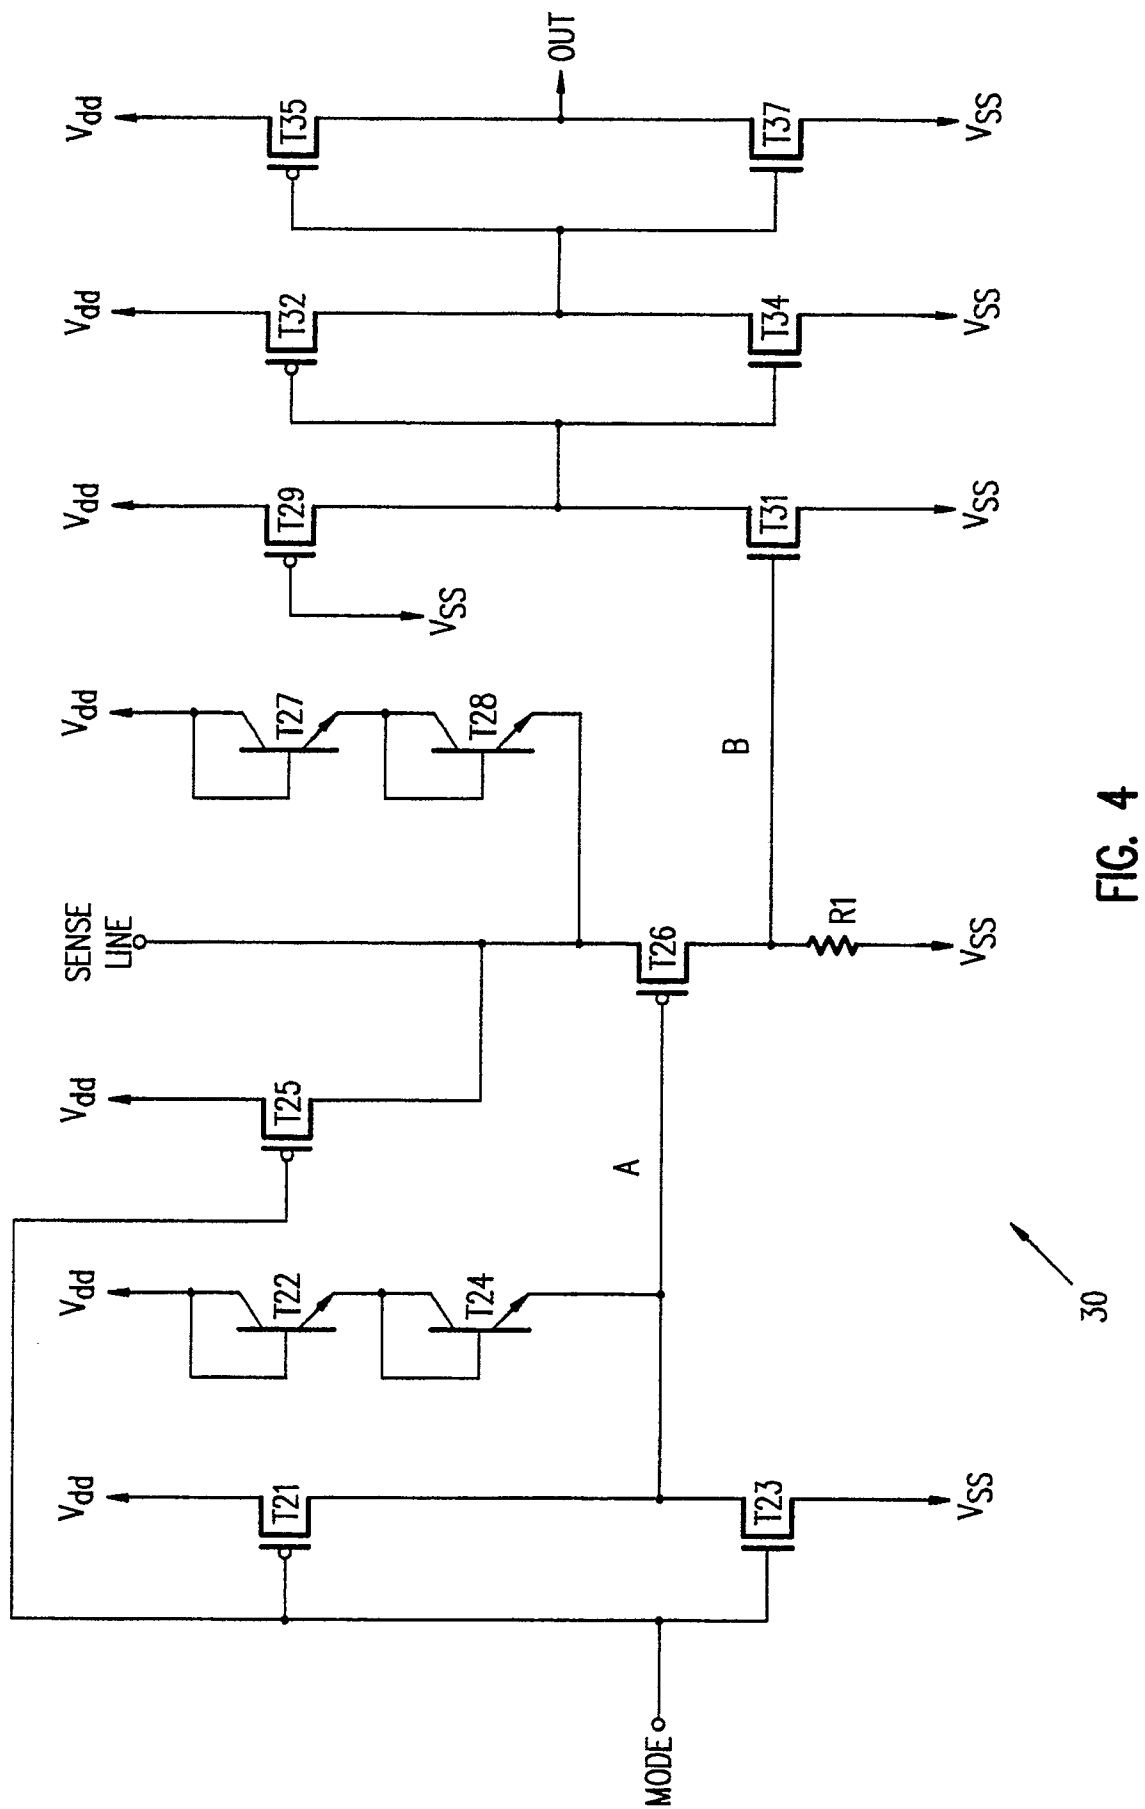 Vdd
Vdd
Vdd
SENSE
LINE
Vdd
Vdd
Vdd
Vdd
T21
T22
T25
T27
T29
T32
T35
T24
T28
VSS
OUT
MODE
A
T26
B
T23
R1
T31
T34
T37
VSS
VSS
VSS
VSS
VSS
30
FIG. 4